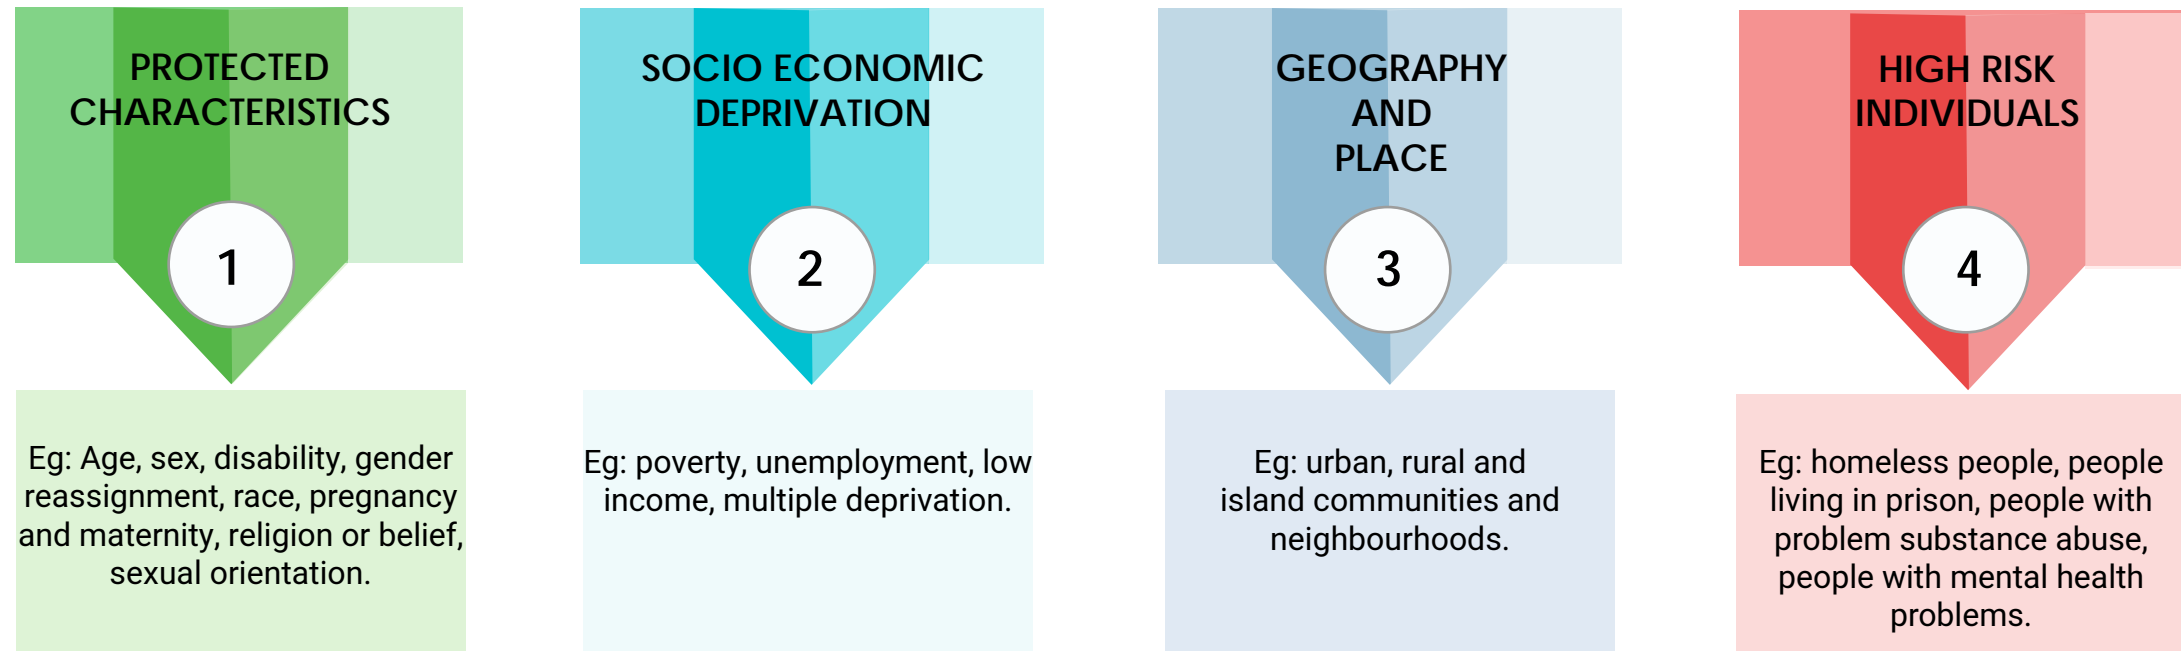 PROTECTED
CHARACTERISTICS
1
Eg: Age, sex, disability, gender
reassignment, race, pregnancy
and maternity, religion or belief,
sexual orientation.
SOCIO ECONOMIC
DEPRIVATION
2
Eg: poverty, unemployment, low
income, multiple deprivation.
GEOGRAPHY
AND
PLACE
3
Eg: urban, rural and
island communities and
neighbourhoods.
HIGH RISK
INDIVIDUALS
4
Eg: homeless people, people
living in prison, people with
problem substance abuse,
people with mental health
problems.